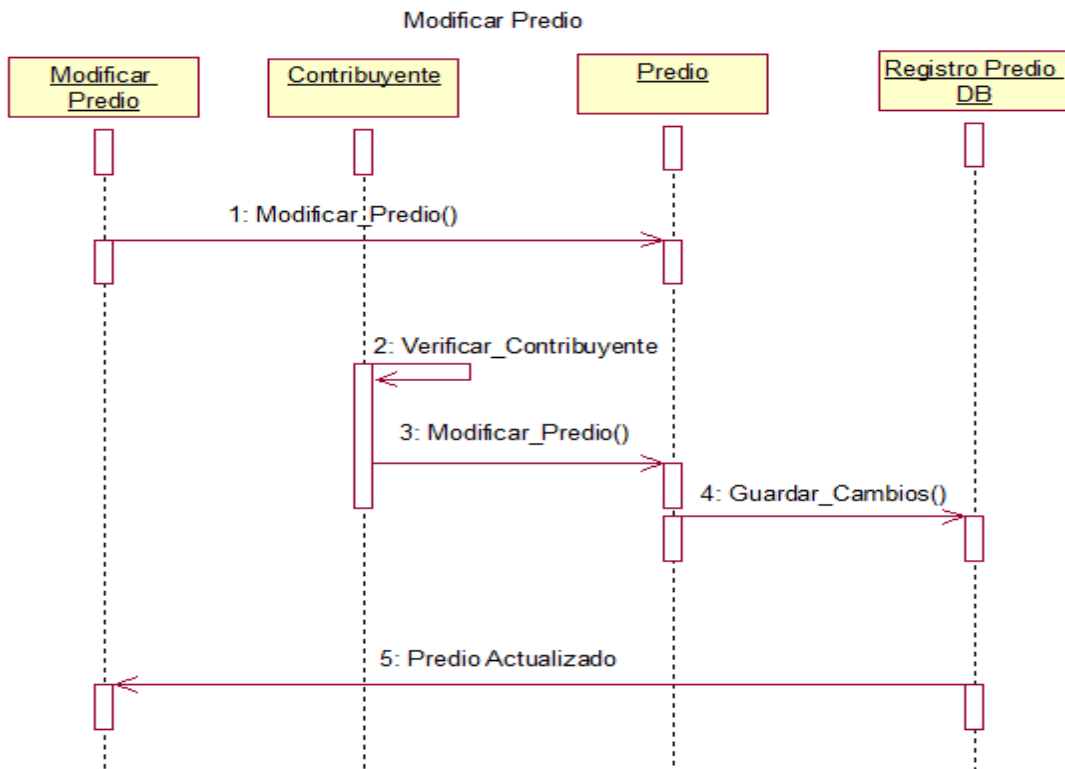 Modificar Predio
Modificar
Predio
Contribuyente
Predio
Registro Predio
DB
1: Modificar_Predio()
2: Verificar_Contribuyente
3: Modificar_Predio()
4: Guardar_Cambios()
5: Predio Actualizado